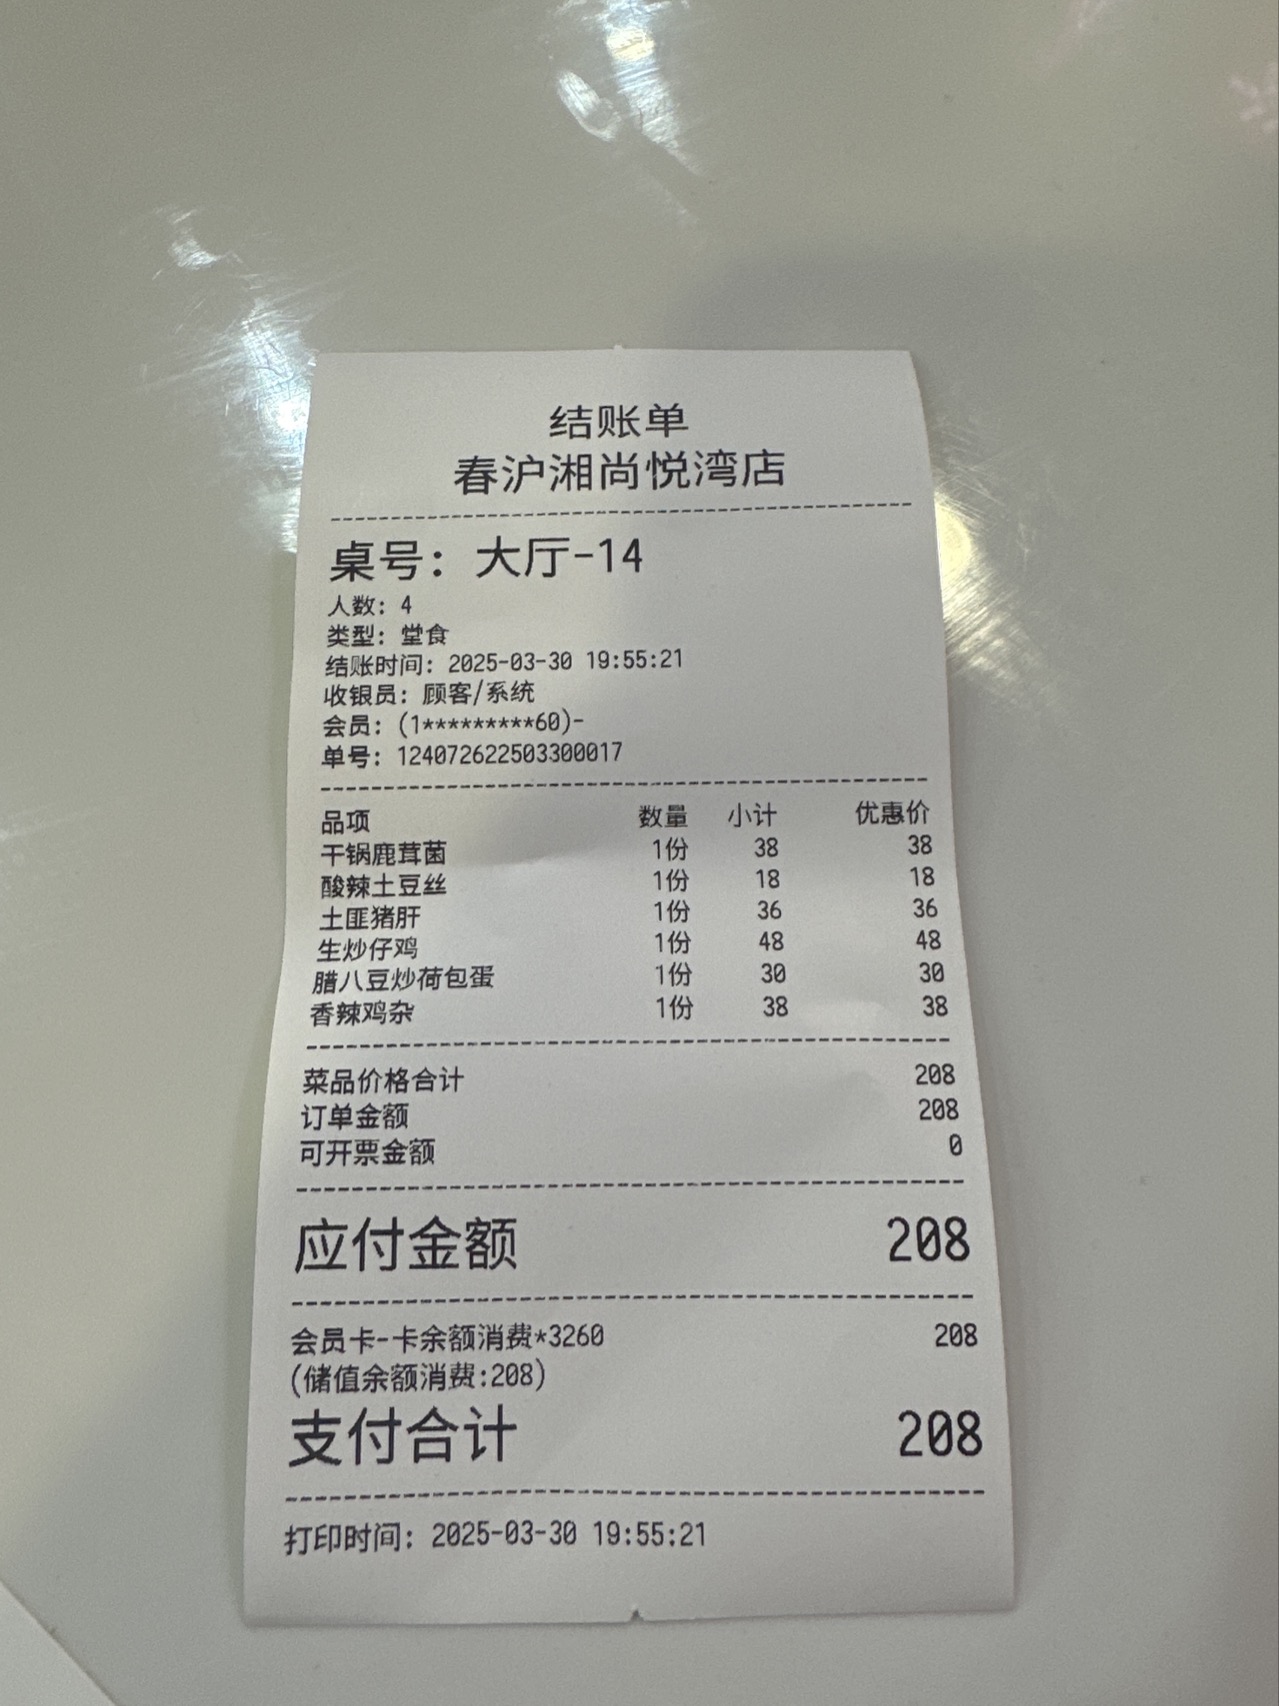 结账单
春沪湘尚悦湾店
桌号：大厅-14
人数：4
类型：堂食
结账时间：2025-03-30 19:55:21
收银员：顾客/系统
会员：(1*********60)-
单号：124072622503300017
品项 数量 小计 优惠价
干锅鹿茸菌 1份 38 38
酸辣土豆丝 1份 18 18
土匪猪肝 1份 36 36
生炒仔鸡 1份 48 48
腊八豆炒荷包蛋 1份 30 30
香辣鸡杂 1份 38 38
菜品价格合计 208
订单金额 208
可开票金额 0
应付金额 208
会员卡-卡余额消费*3260 208
(储值余额消费:208)
支付合计 208
打印时间：2025-03-30 19:55:21